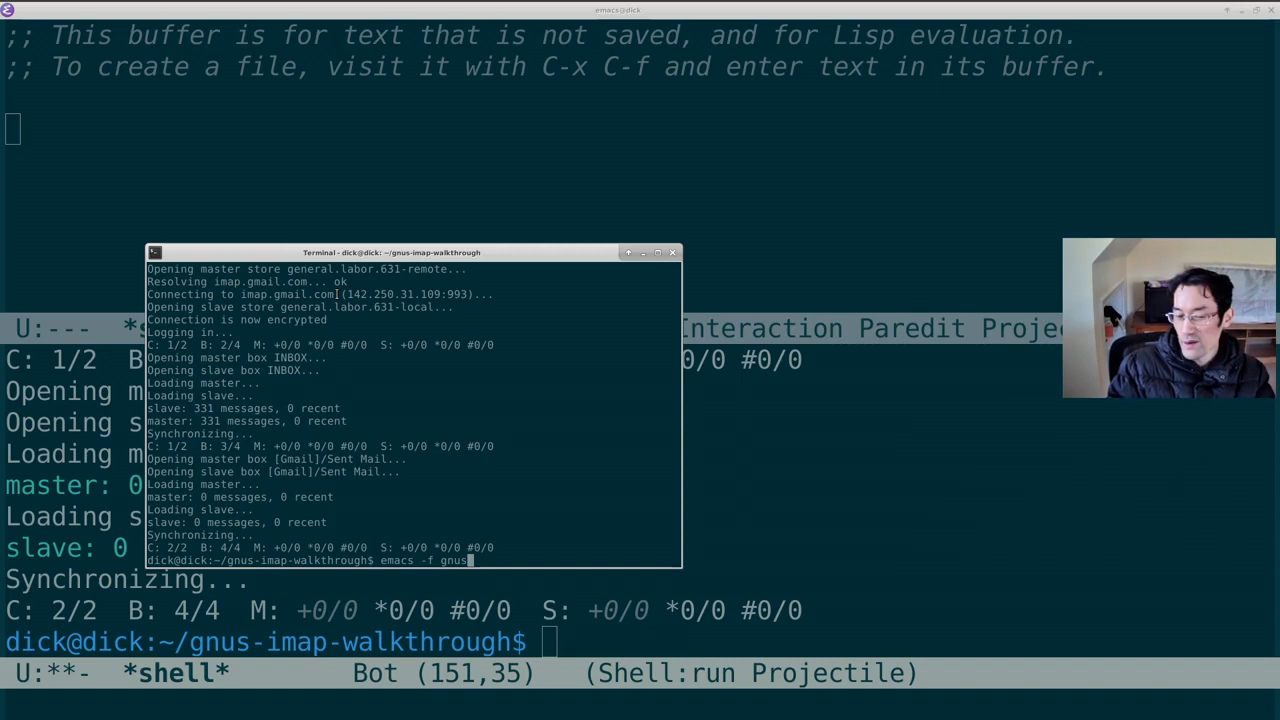 emacs@dick
;; This buffer is for text that is not saved, and for Lisp evaluation.
;; To create a file, visit it with C-x C-f and enter text in its buffer.
Terminal - dick@dick: ~/gnus-imap-walkthrough
Opening master store general.labor.631-remote...
Resolving imap.gmail.com... ok
Connecting to imap.gmail.com (142.250.31.109:993)...
Opening slave store general.labor.631-local...
Connection is now encrypted
Logging in...
C: 1/2 B: 2/4 M: +0/0 *0/0 #0/0 S: +0/0 *0/0 #0/0
Opening master box INBOX...
Opening slave box INBOX...
Loading master...
Loading slave...
slave: 331 messages, 0 recent
master: 331 messages, 0 recent
Synchronizing...
C: 1/2 B: 3/4 M: +0/0 *0/0 #0/0 S: +0/0 *0/0 #0/0
Opening master box [Gmail]/Sent Mail...
Opening slave box [Gmail]/Sent Mail...
Loading master...
master: 0 messages, 0 recent
Loading slave...
slave: 0 messages, 0 recent
Synchronizing...
C: 2/2 B: 4/4 M: +0/0 *0/0 #0/0 S: +0/0 *0/0 #0/0
dick@dick:~/gnus-imap-walkthrough$ emacs -f gnus
U:--- *s Interaction Paredit Proje
C: 1/2 B 0/0 #0/0
Opening m
Opening s
Loading m
master: 0
Loading s
slave: 0
Synchronizing...
C: 2/2 B: 4/4 M: +0/0 *0/0 #0/0 S: +0/0 *0/0 #0/0
dick@dick:~/gnus-imap-walkthrough$
U:**- *shell* Bot (151,35) (Shell:run Projectile)